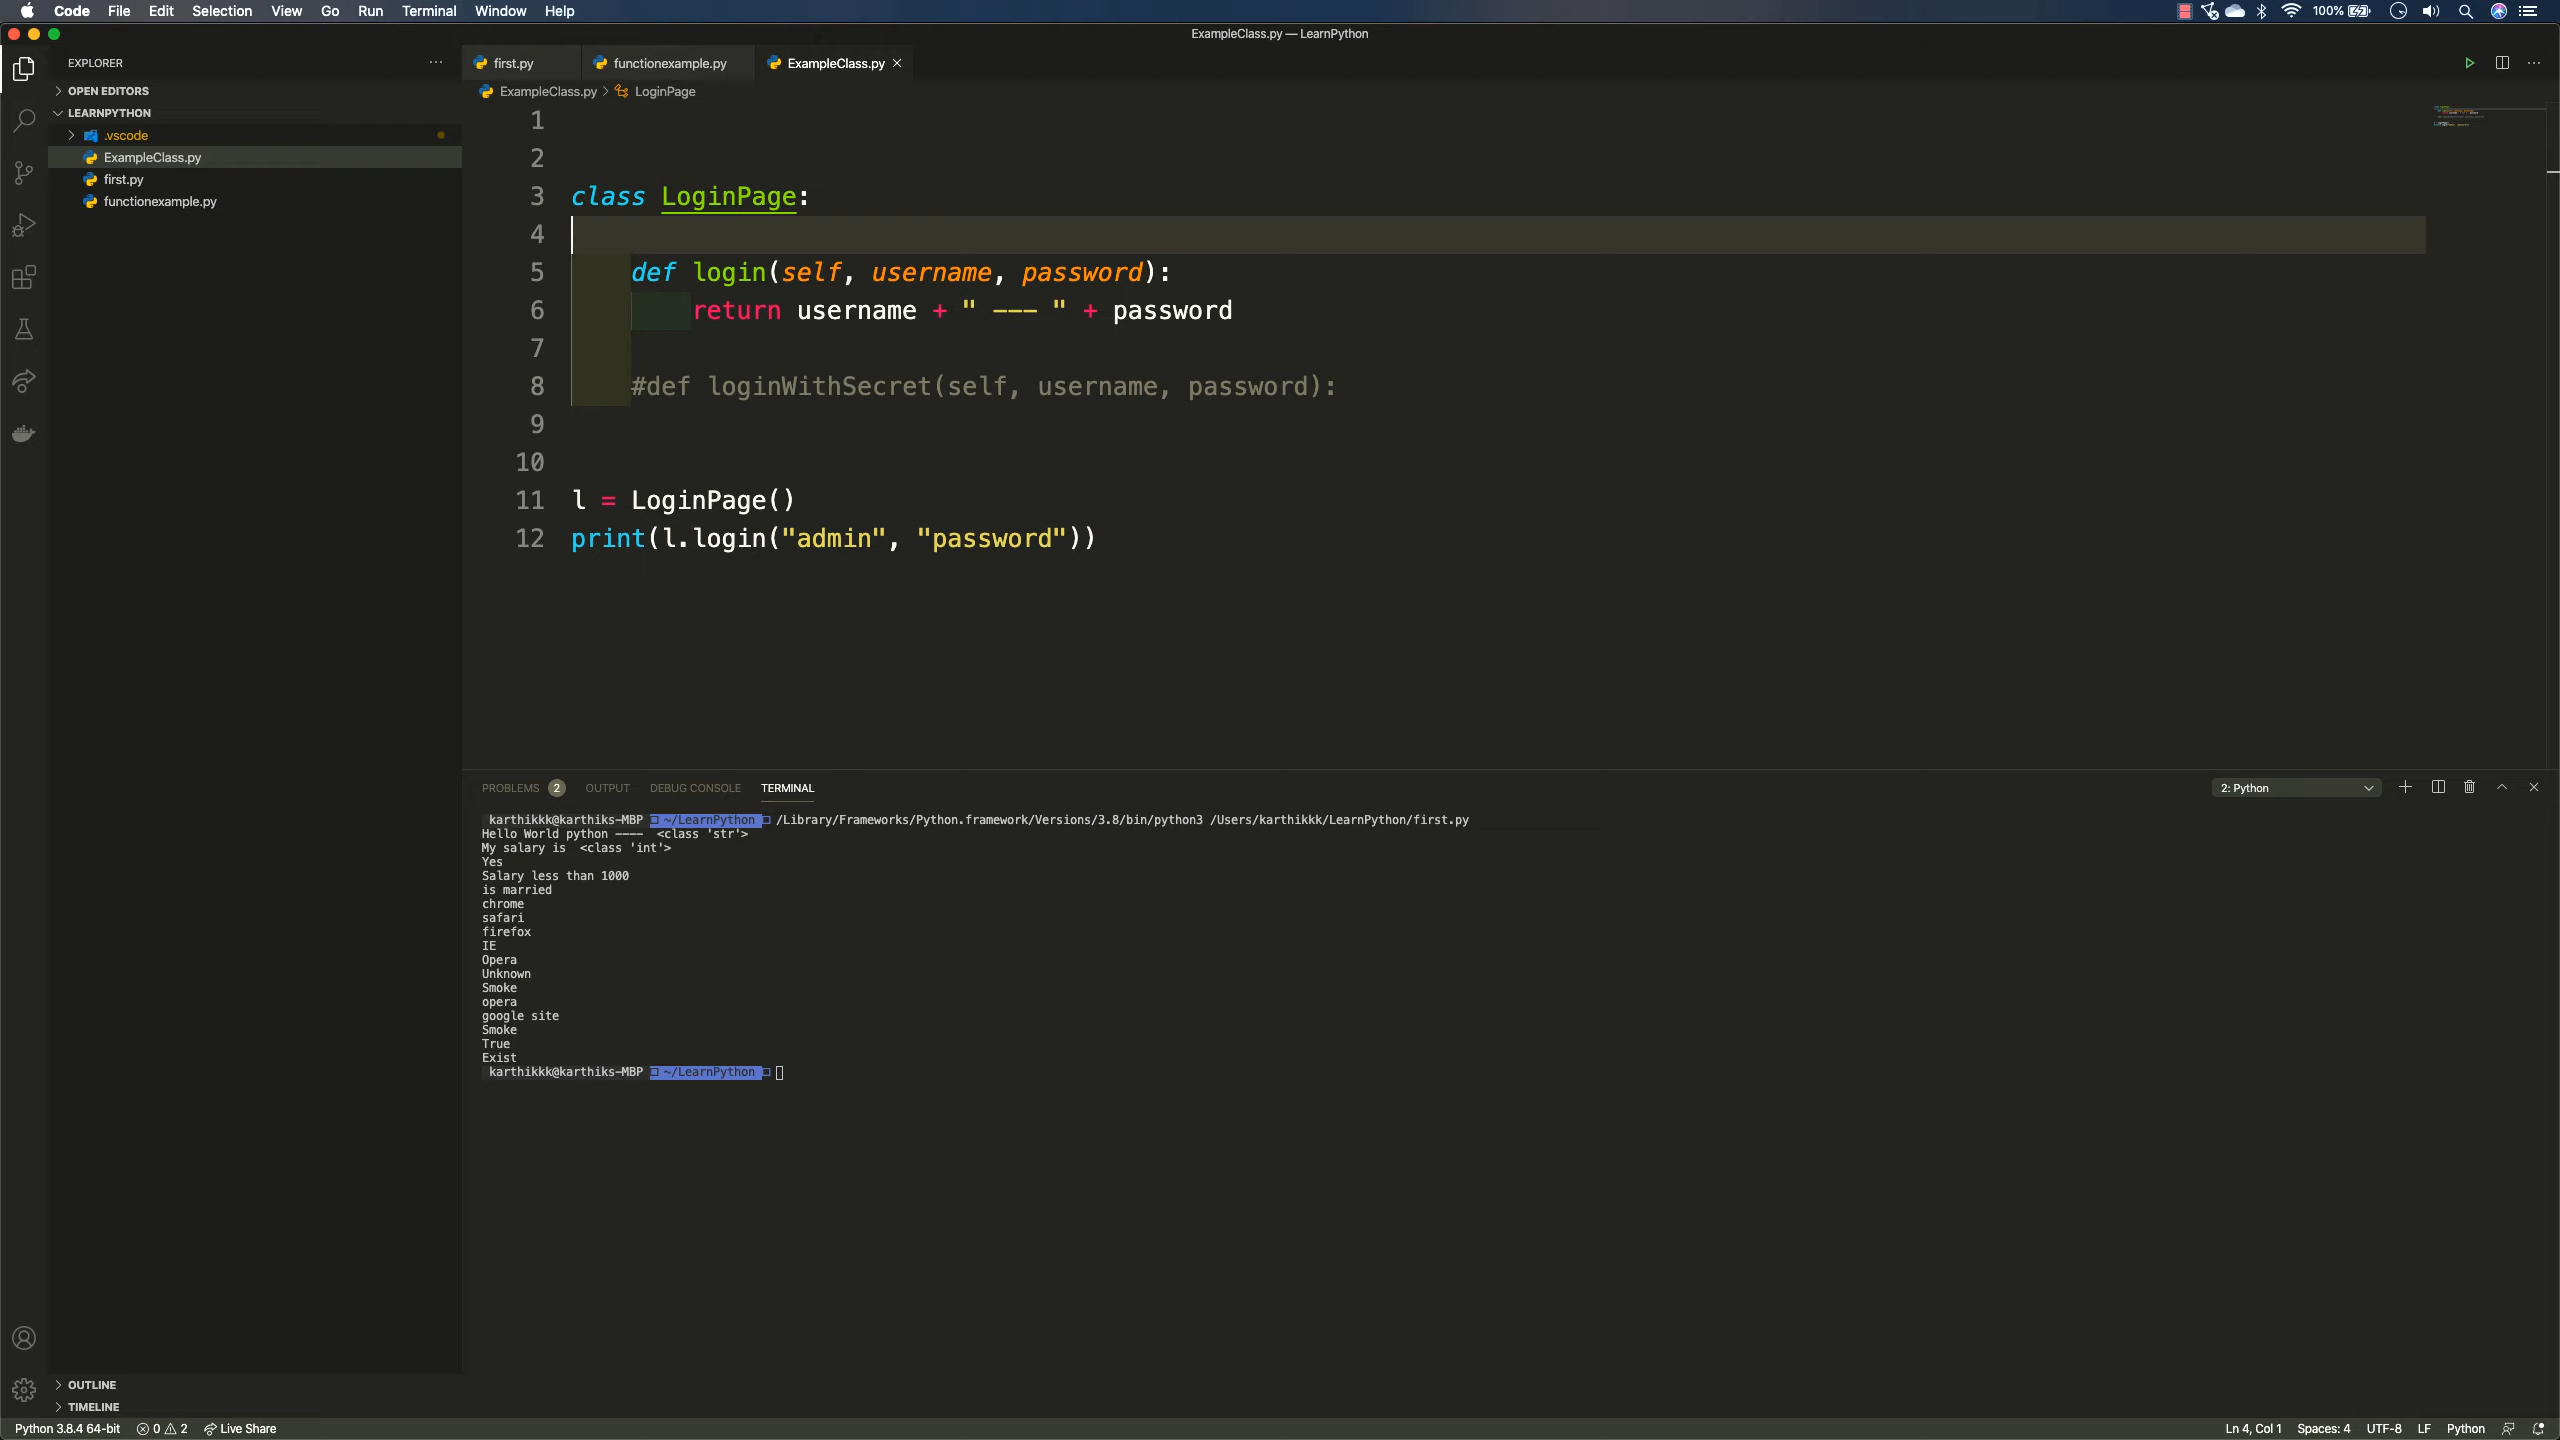 Code File Edit Selection View Go Run Terminal Window Help
100%
ExampleClass.py — LearnPython
EXPLORER
OPEN EDITORS
LEARNPYTHON
.vscode
ExampleClass.py
first.py
functionexample.py
first.py functionexample.py ExampleClass.py
ExampleClass.py > LoginPage
1
2
3 class LoginPage:
4
5 def login(self, username, password):
6 return username + " --- " + password
7
8 #def loginWithSecret(self, username, password):
9
10
11 l = LoginPage()
12 print(l.login("admin", "password"))
PROBLEMS 2 OUTPUT DEBUG CONSOLE TERMINAL
2: Python
karthikkk@karthiks-MBP ~/LearnPython /Library/Frameworks/Python.framework/Versions/3.8/bin/python3 /Users/karthikkk/LearnPython/first.py
Hello World python ---- <class 'str'>
My salary is <class 'int'>
Yes
Salary less than 1000
is married
chrome
safari
firefox
IE
Opera
Unknown
Smoke
opera
google site
Smoke
True
Exist
karthikkk@karthiks-MBP ~/LearnPython
OUTLINE
TIMELINE
Python 3.8.4 64-bit 0 2 Live Share
Ln 4, Col 1 Spaces: 4 UTF-8 LF Python